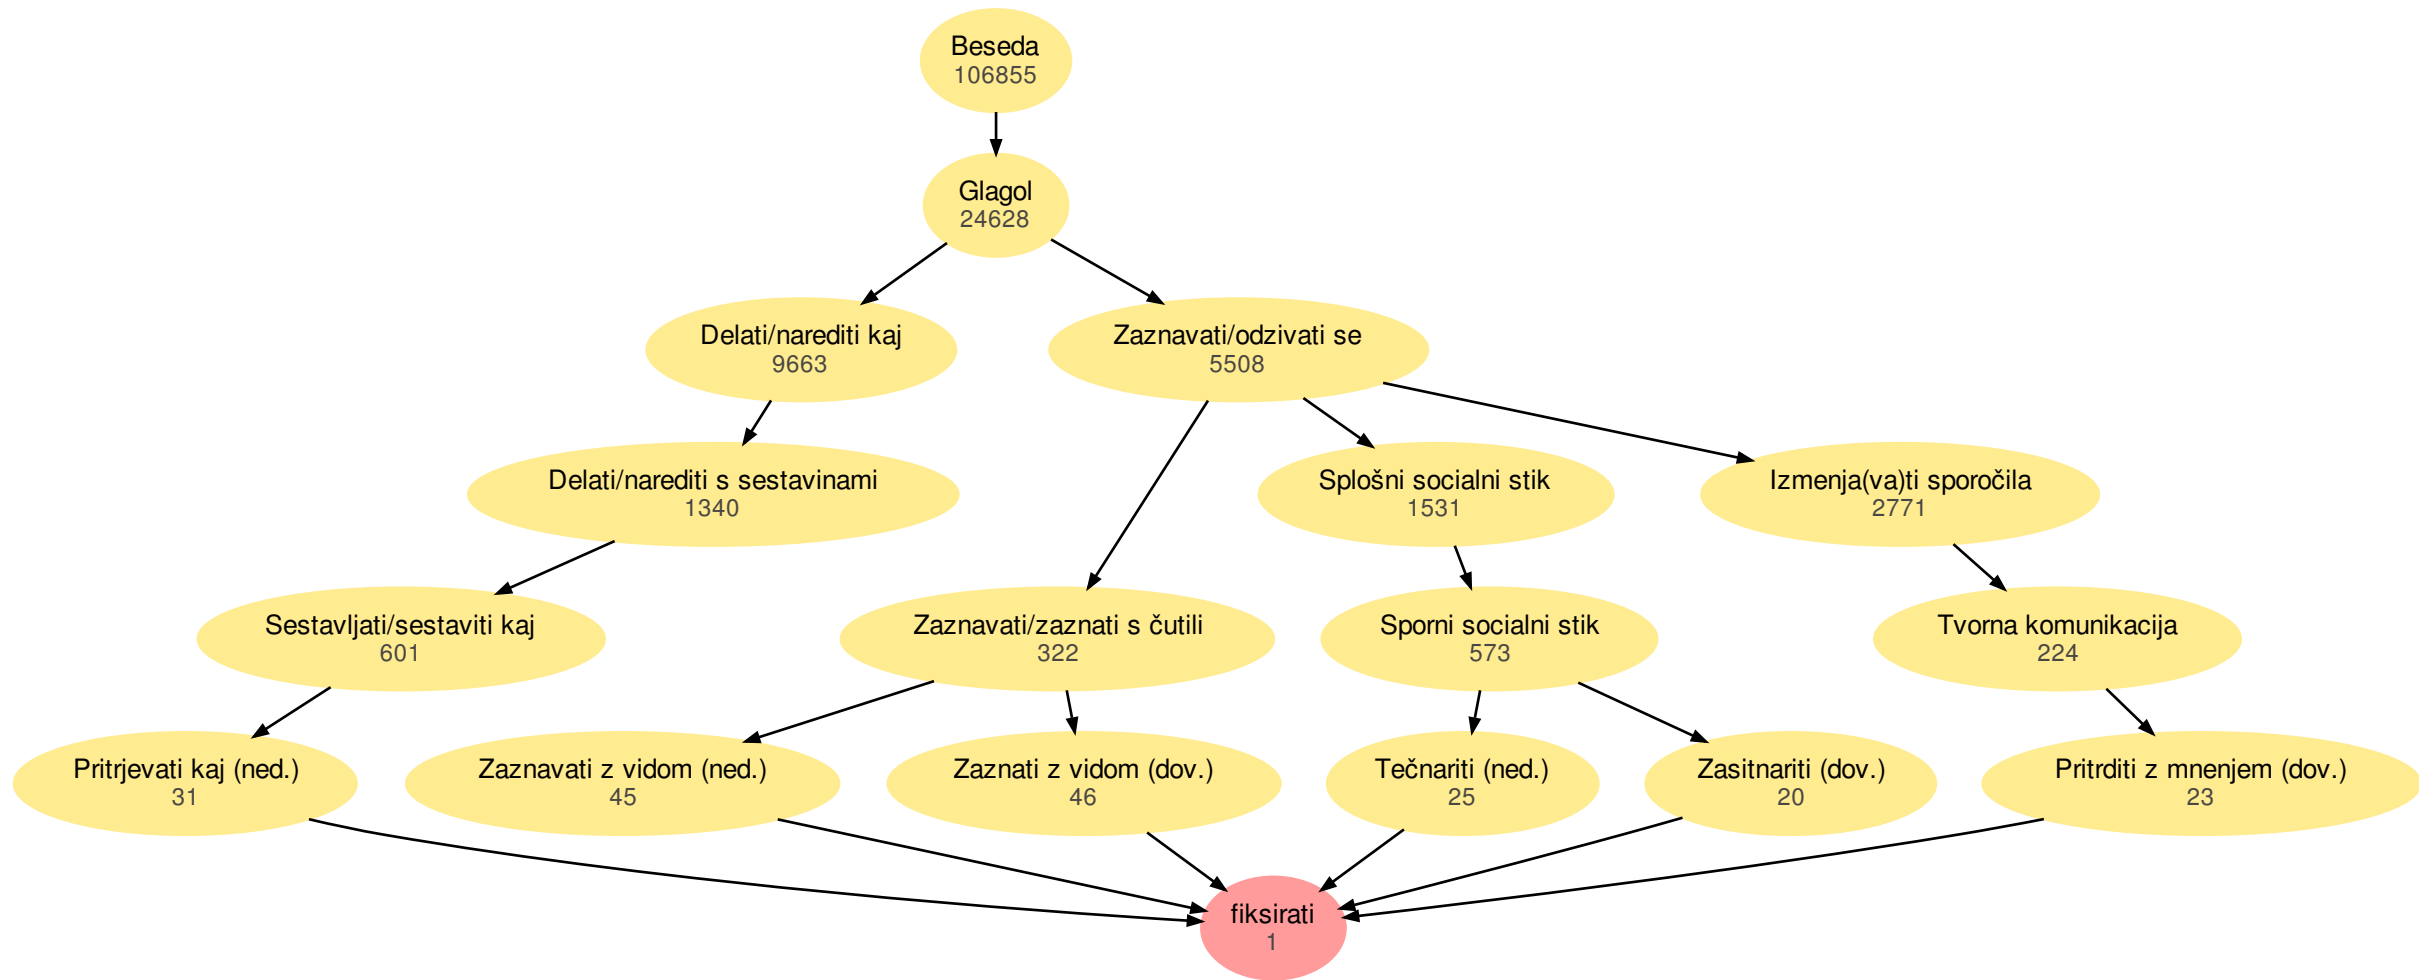 Beseda
106855
Glagol
24628
Delati/narediti kaj
9663
Zaznavati/odzivati se
5508
Delati/narediti s sestavinami
1340
Splošni socialni stik
1531
Izmenja(va)ti sporočila
2771
Sestavljati/sestaviti kaj
601
Zaznavati/zaznati s čutili
322
Sporni socialni stik
573
Tvorna komunikacija
224
Pritrjevati kaj (ned.)
31
Zaznavati z vidom (ned.)
45
Zaznati z vidom (dov.)
46
Tečnariti (ned.)
25
Zasitnariti (dov.)
20
Pritrditi z mnenjem (dov.)
23
fiksirati
1